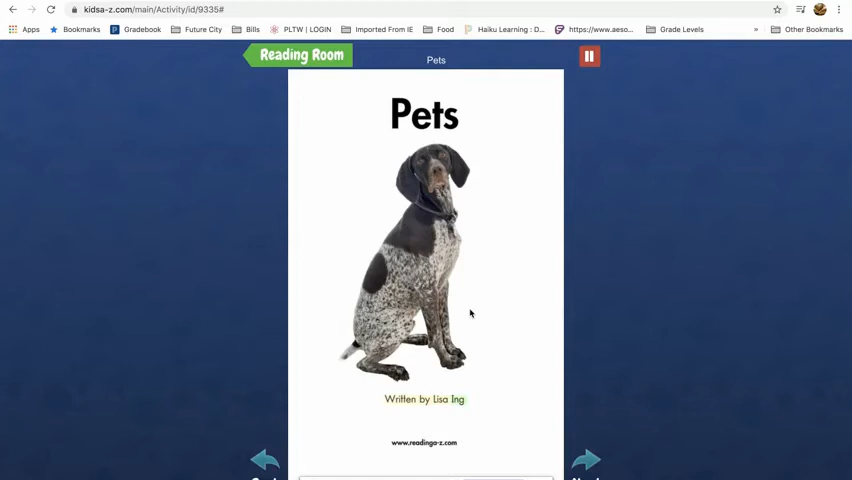 kidsa-z.com/main/Activity/id/9335#
Apps Bookmarks Gradebook Future City Bills PLTW | LOGIN Imported From IE Food Haiku Learning : D... https://www.aeso... Grade Levels » Other Bookmarks
Reading Room
Pets
Pets
Written by Lisa Ing
www.readinga-z.com